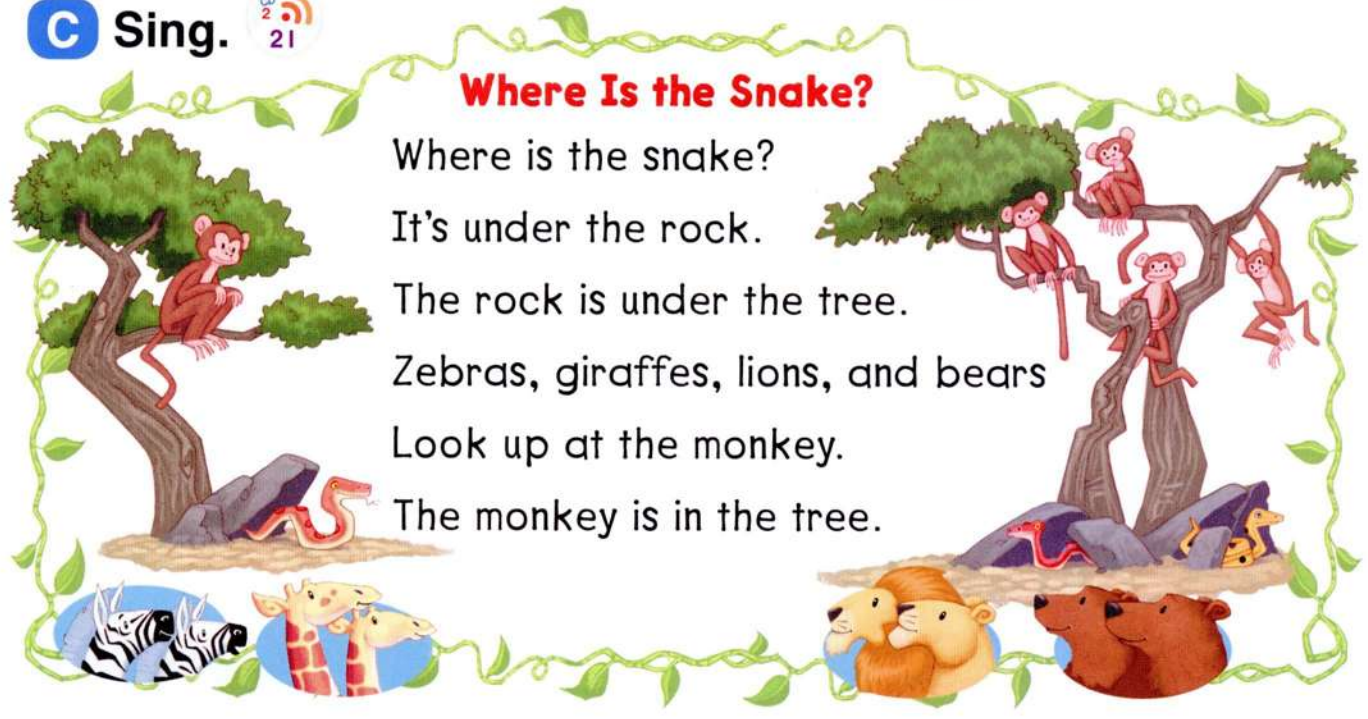 C Sing.
2
21
Where Is the Snake?
Where is the snake?
It's under the rock.
The rock is under the tree.
Zebras, giraffes, lions, and bears
Look up at the monkey.
The monkey is in the tree.